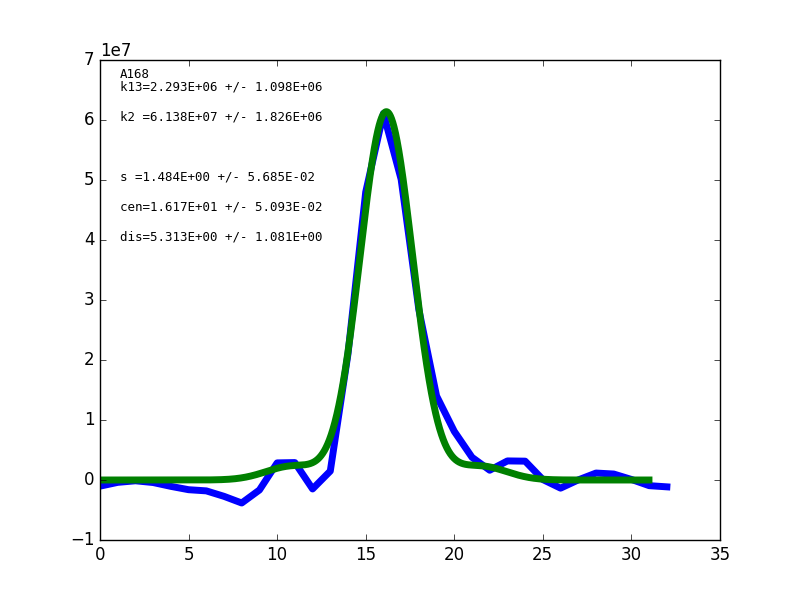 1e7
A168
k13=2.293E+06 +/- 1.098E+06
k2 =6.138E+07 +/- 1.826E+06
s =1.484E+00 +/- 5.685E-02
cen=1.617E+01 +/- 5.093E-02
dis=5.313E+00 +/- 1.081E+00
7
6
5
4
3
2
1
0
−1
0 5 10 15 20 25 30 35